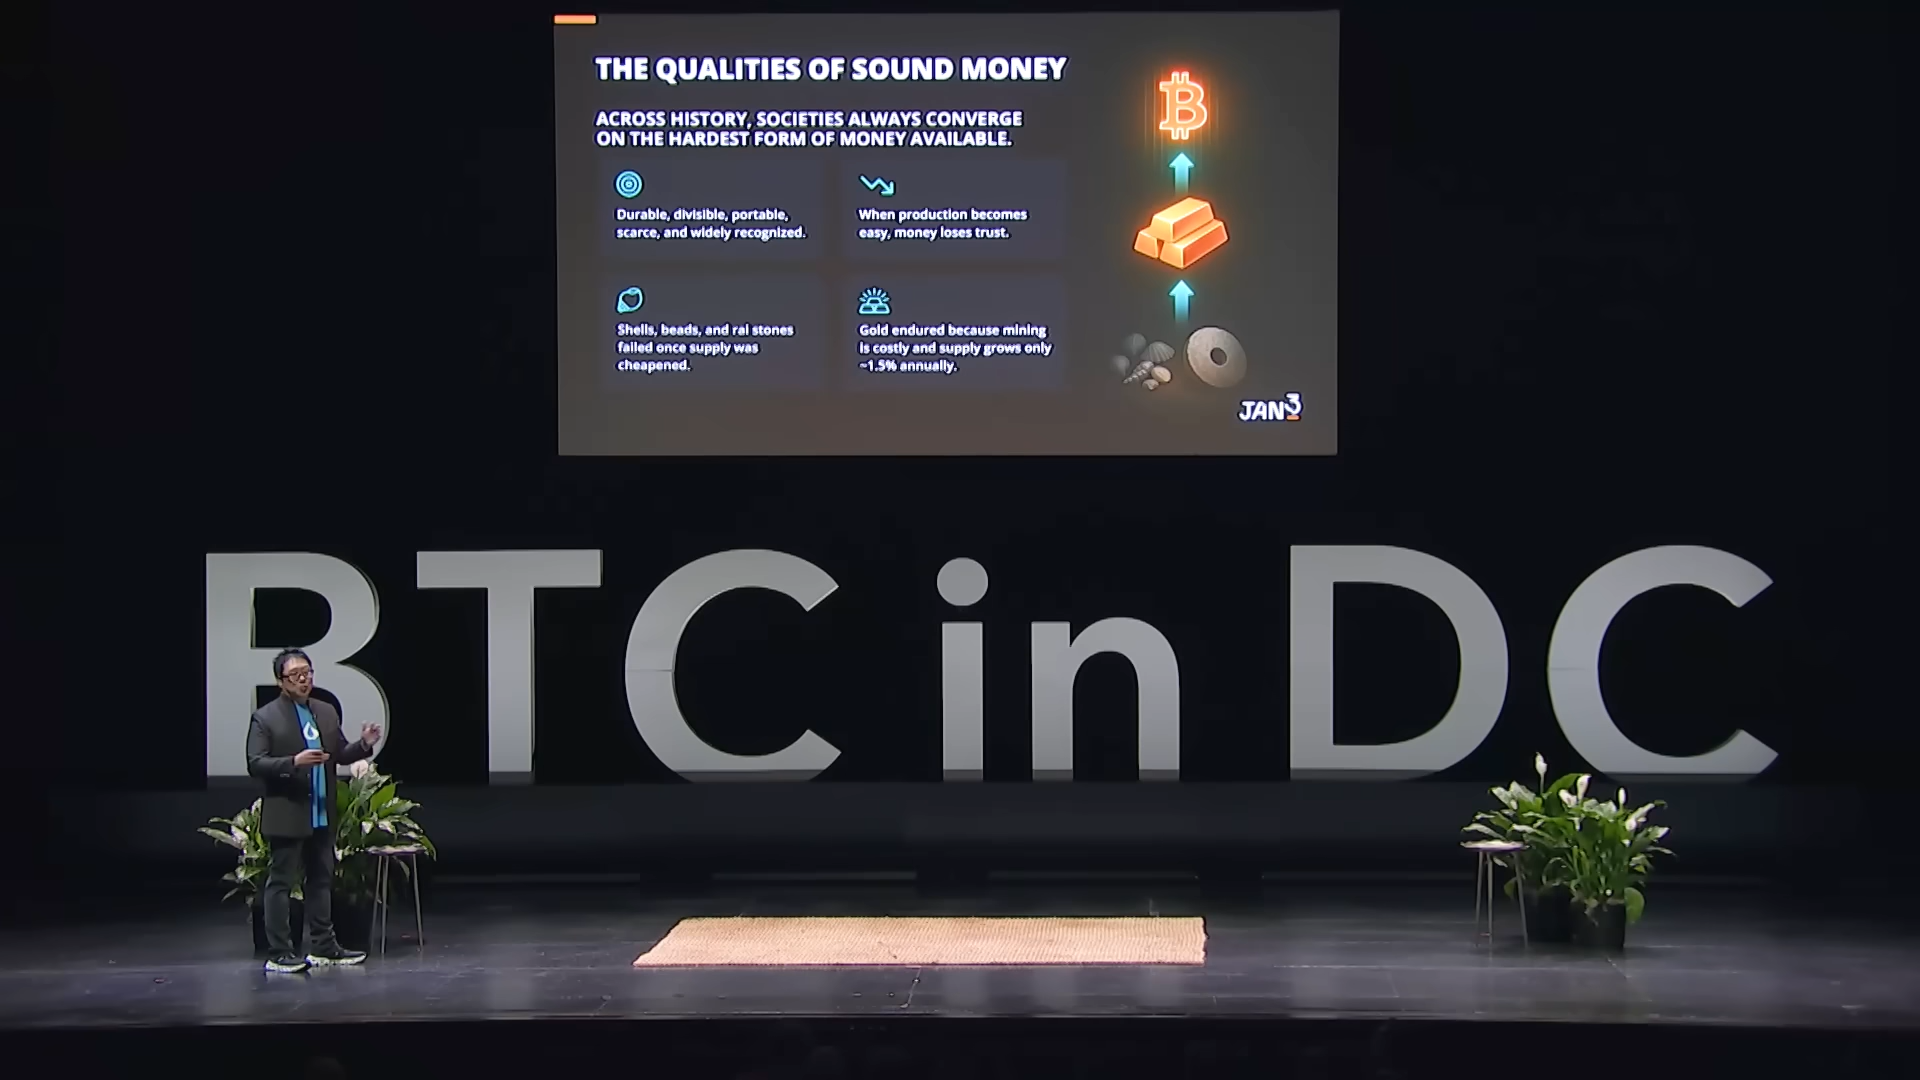 THE QUALITIES OF SOUND MONEY
ACROSS HISTORY, SOCIETIES ALWAYS CONVERGE
ON THE HARDEST FORM OF MONEY AVAILABLE.
Durable, divisible, portable,
scarce, and widely recognized.
When production becomes
easy, money loses trust.
Shells, beads, and rai stones
failed once supply was
cheapened.
Gold endured because mining
is costly and supply grows only
~1.5% annually.
JAN3
BTC in DC